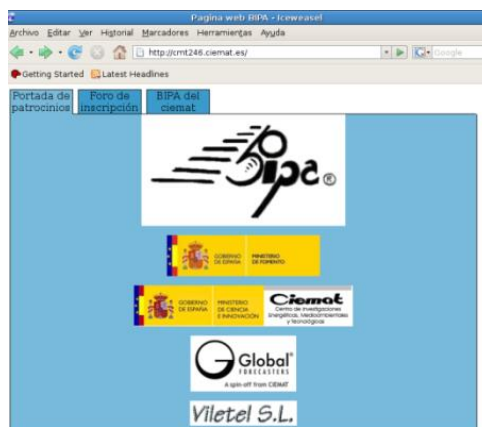 Pagina web BIPA - Iceweasel
Archivo Editar Ver Historial Marcadores Herramientas Ayuda
http://cmt246.ciemat.es/
Google
Getting Started Latest Headlines
Portada de patrocinios
Foro de inscripción
BIPA del ciemat
Bipa®
GOBIERNO DE ESPAÑA
MINISTERIO DE FOMENTO
GOBIERNO DE ESPAÑA
MINISTERIO DE CIENCIA E INNOVACIÓN
Ciemat
Centro de Investigaciones
Energéticas, Medioambientales
y Tecnológicas
Global®
FORECASTERS
A spin-off from CIEMAT
Viletel S.L.